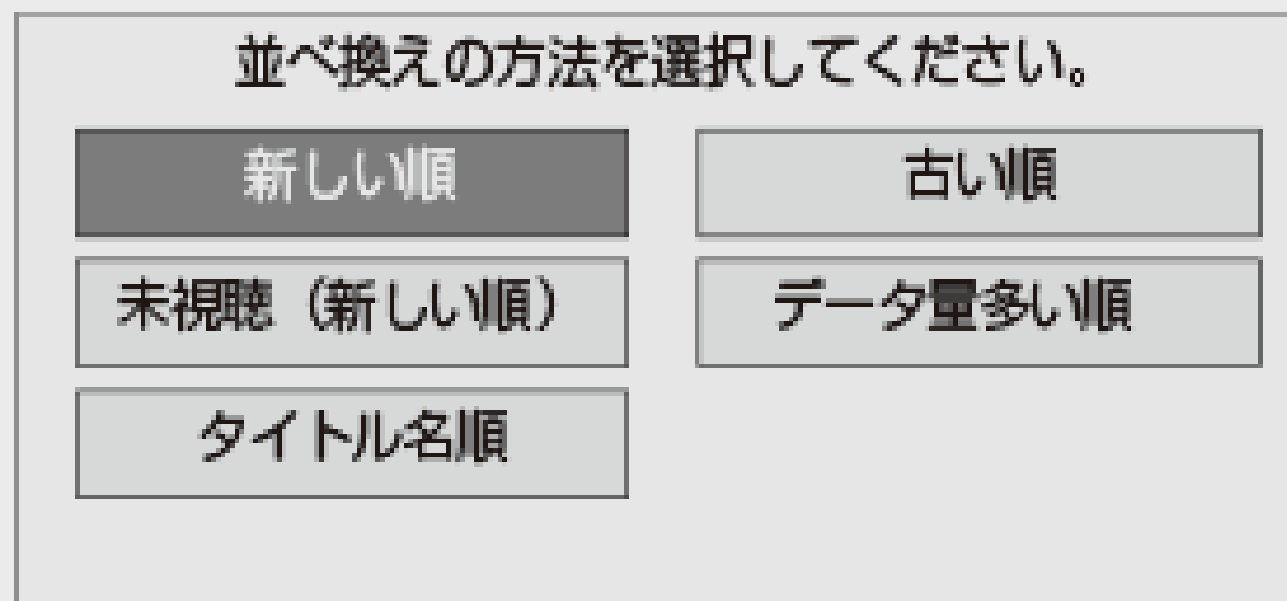 並べ換えの方法を選択してください。
新しい順
古い順
未視聴（新しい順）
データ量多い順
タイトル名順